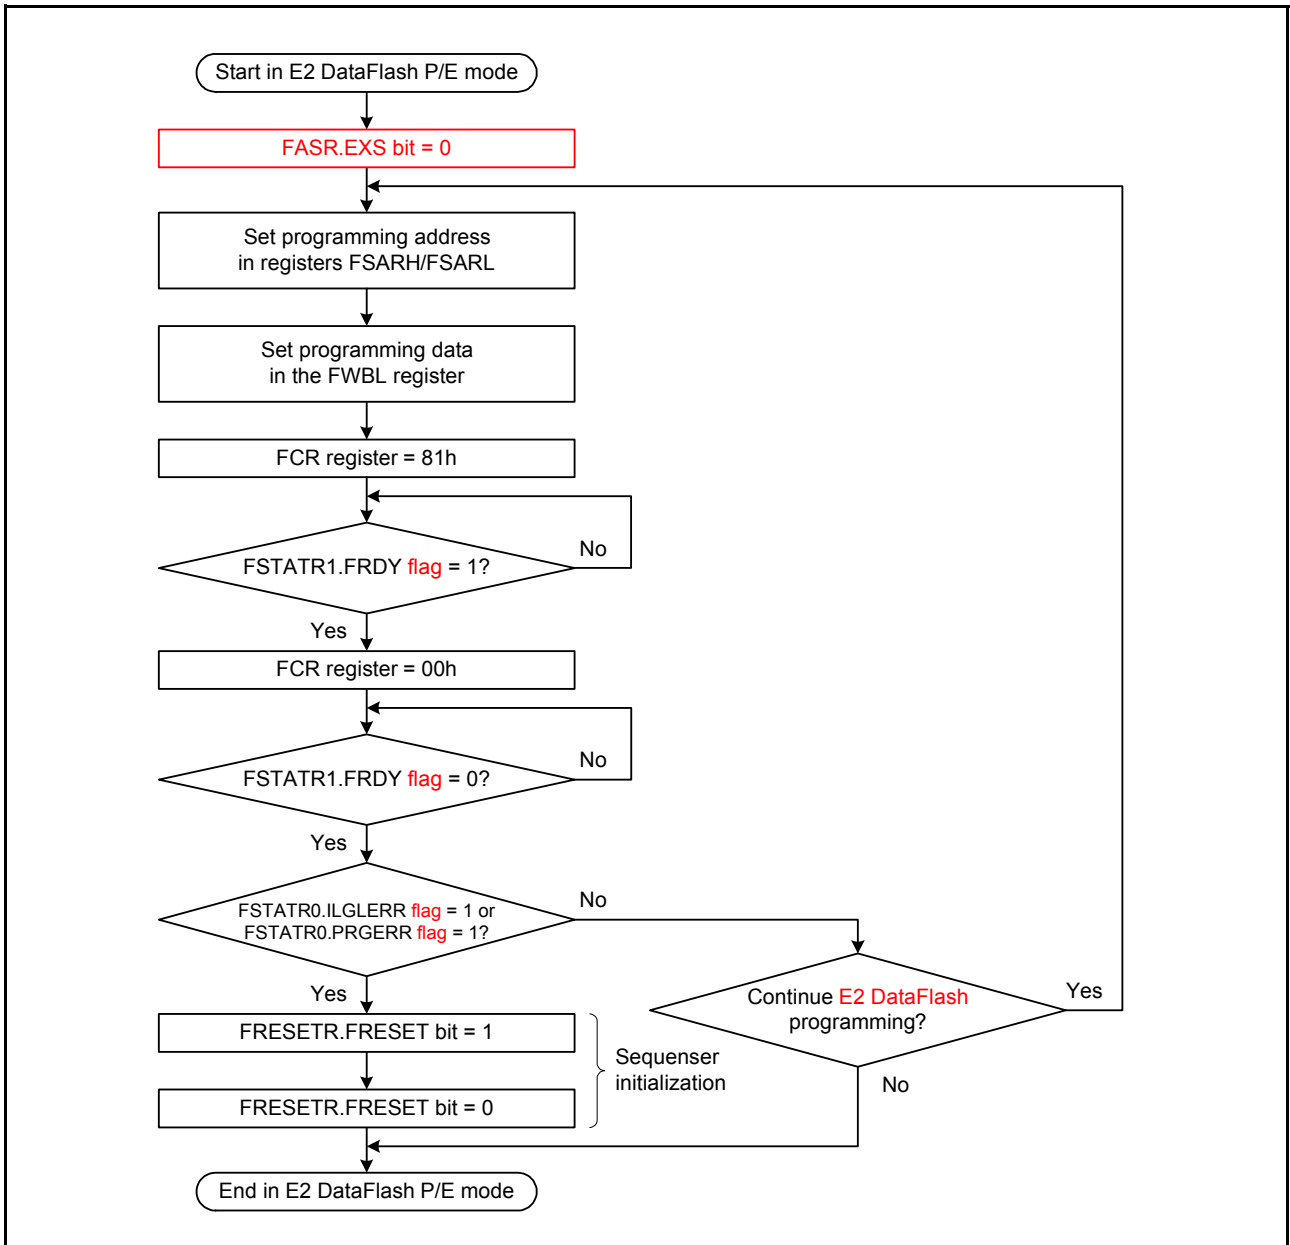 Start in E2 DataFlash P/E mode
FASR.EXS bit = 0
Set programming address
in registers FSARH/FSARL
Set programming data
in the FWBL register
FCR register = 81h
FSTATR1.FRDY flag = 1?
No
Yes
FCR register = 00h
FSTATR1.FRDY flag = 0?
No
Yes
FSTATR0.ILGLERR flag = 1 or
FSTATR0.PRGERR flag = 1?
No
Yes
Continue E2 DataFlash
programming?
Yes
No
FRESETR.FRESET bit = 1
FRESETR.FRESET bit = 0
Sequenser
initialization
End in E2 DataFlash P/E mode